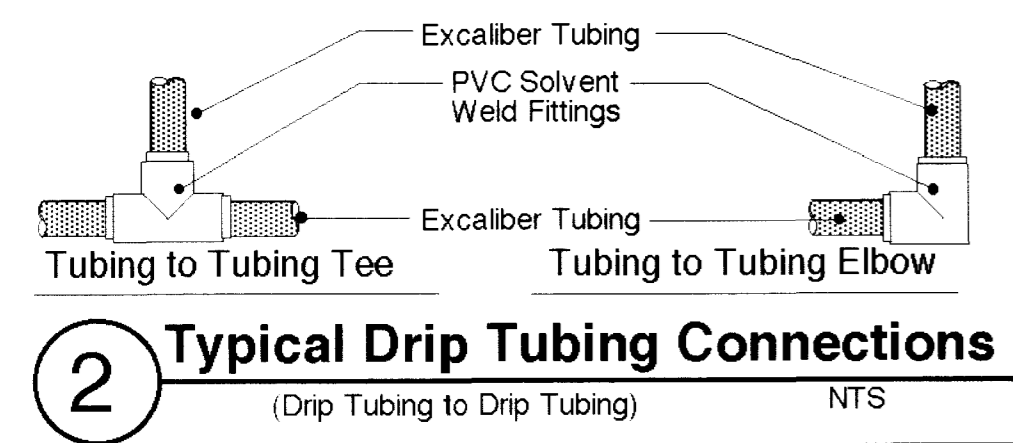 Excaliber Tubing
PVC Solvent
Weld Fittings
Excaliber Tubing
Tubing to Tubing Tee
Tubing to Tubing Elbow
2
Typical Drip Tubing Connections
(Drip Tubing to Drip Tubing)
NTS